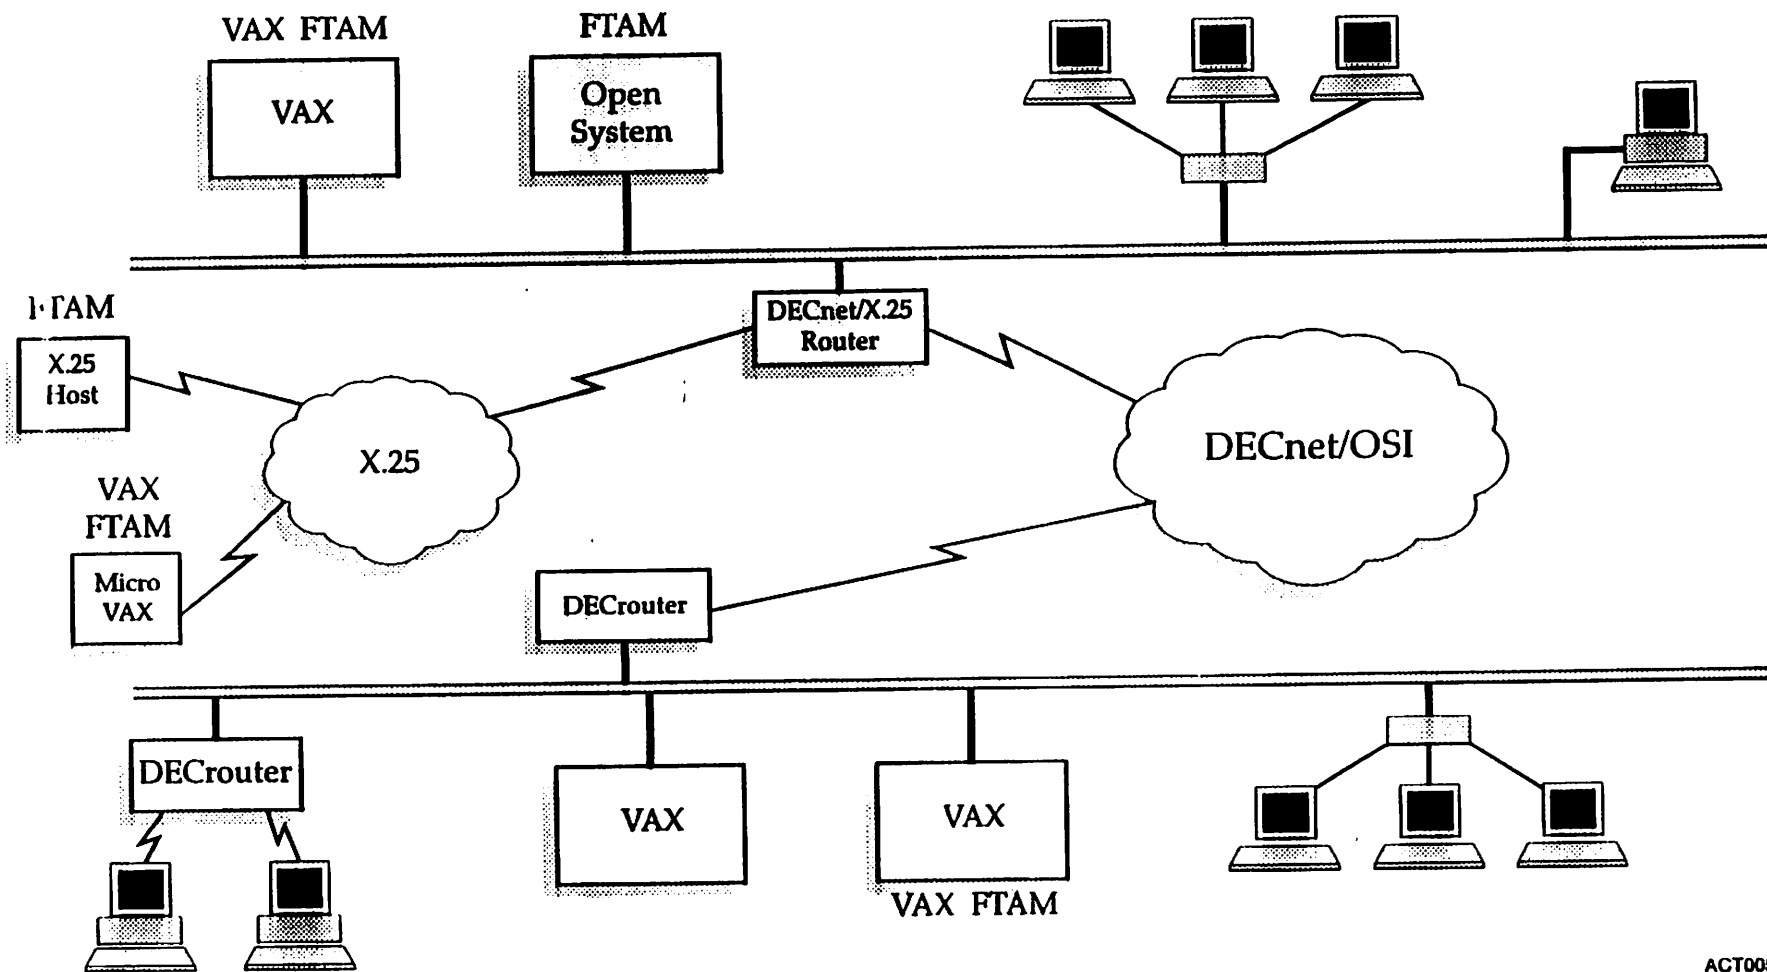 VAX FTAM
FTAM
VAX
Open
System
FTAM
DECnet/X.25
Router
X.25
Host
X.25
DECnet/OSI
VAX
FTAM
Micro
VAX
DECrouter
DECrouter
VAX
VAX
VAX FTAM